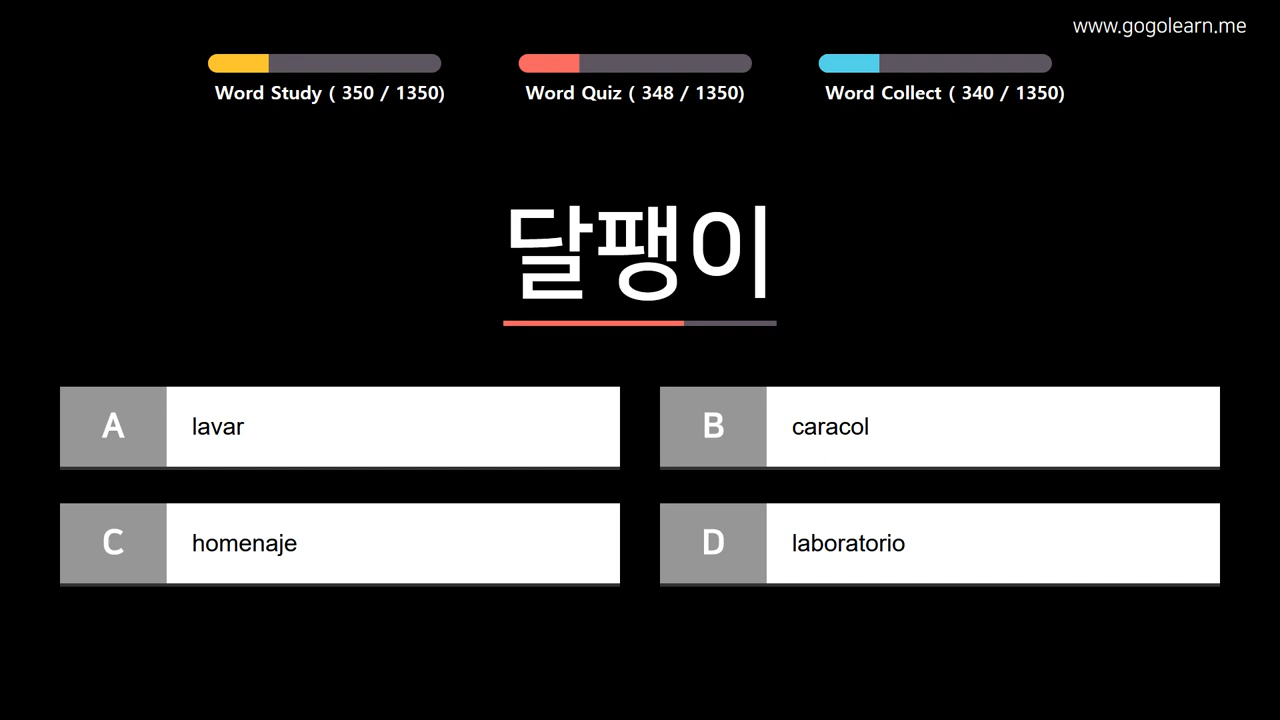 www.gogolearn.me
Word Study ( 350 / 1350)
Word Quiz ( 348 / 1350)
Word Collect ( 340 / 1350)
달팽이
A lavar
B caracol
C homenaje
D laboratorio